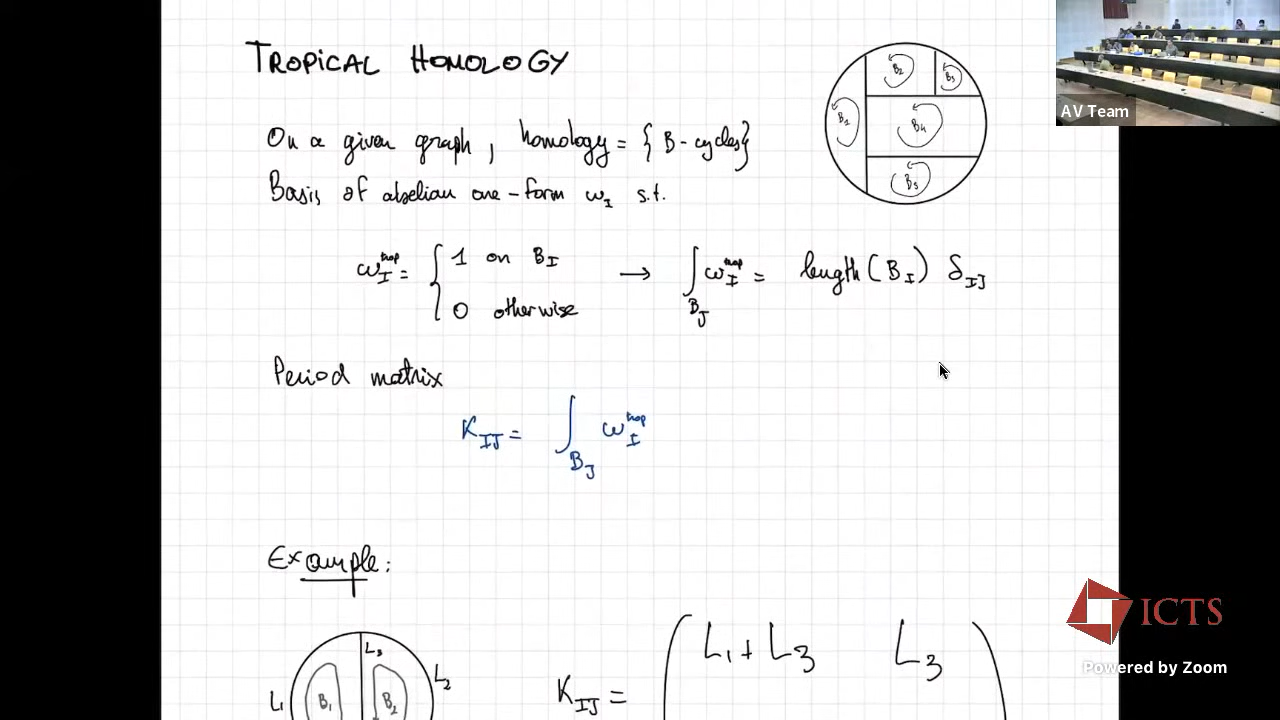 TROPICAL HOMOLOGY
On a given graph, homology = { B-cycles }
Basis of abelian one-form ω_I s.t.
ω_I^trop = { 1 on B_I
0 otherwise
→ ∫_{B_J} ω_I^trop = length(B_I) δ_IJ
Period matrix
K_IJ = ∫_{B_J} ω_I^trop
Example:
L_1 L_3 L_2
B_1 B_2
K_IJ = ( L_1 + L_3 L_3 )
B_2 B_3
B_1 B_4
B_5
AV Team
ICTS
Powered by Zoom